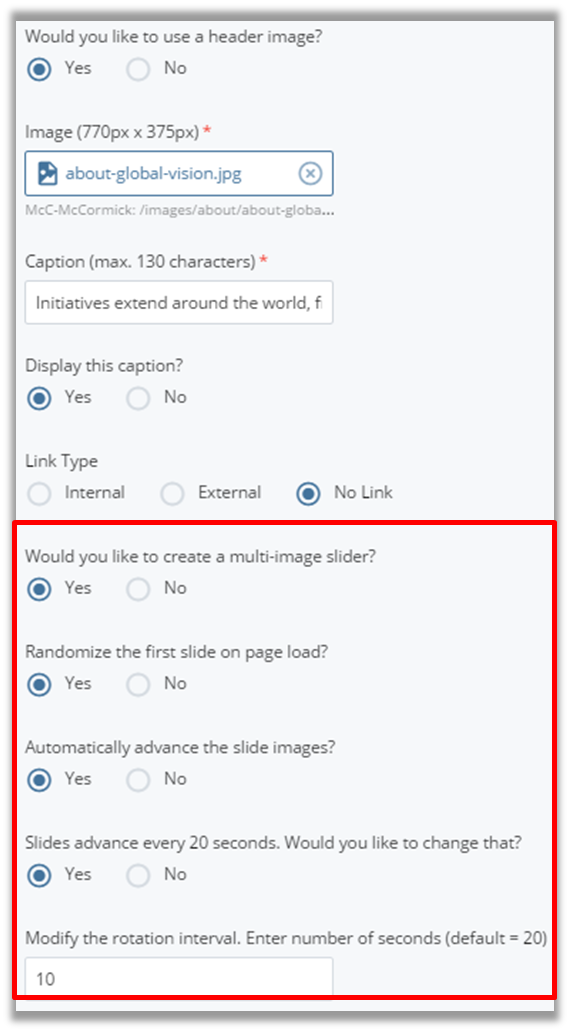 Would you like to use a header image?
Yes No
Image (770px x 375px) *
about-global-vision.jpg
McC-McCormick: /images/about/about-globa...
Caption (max. 130 characters) *
Initiatives extend around the world, f
Display this caption?
Yes No
Link Type
Internal External No Link
Would you like to create a multi-image slider?
Yes No
Randomize the first slide on page load?
Yes No
Automatically advance the slide images?
Yes No
Slides advance every 20 seconds. Would you like to change that?
Yes No
Modify the rotation interval. Enter number of seconds (default = 20)
10